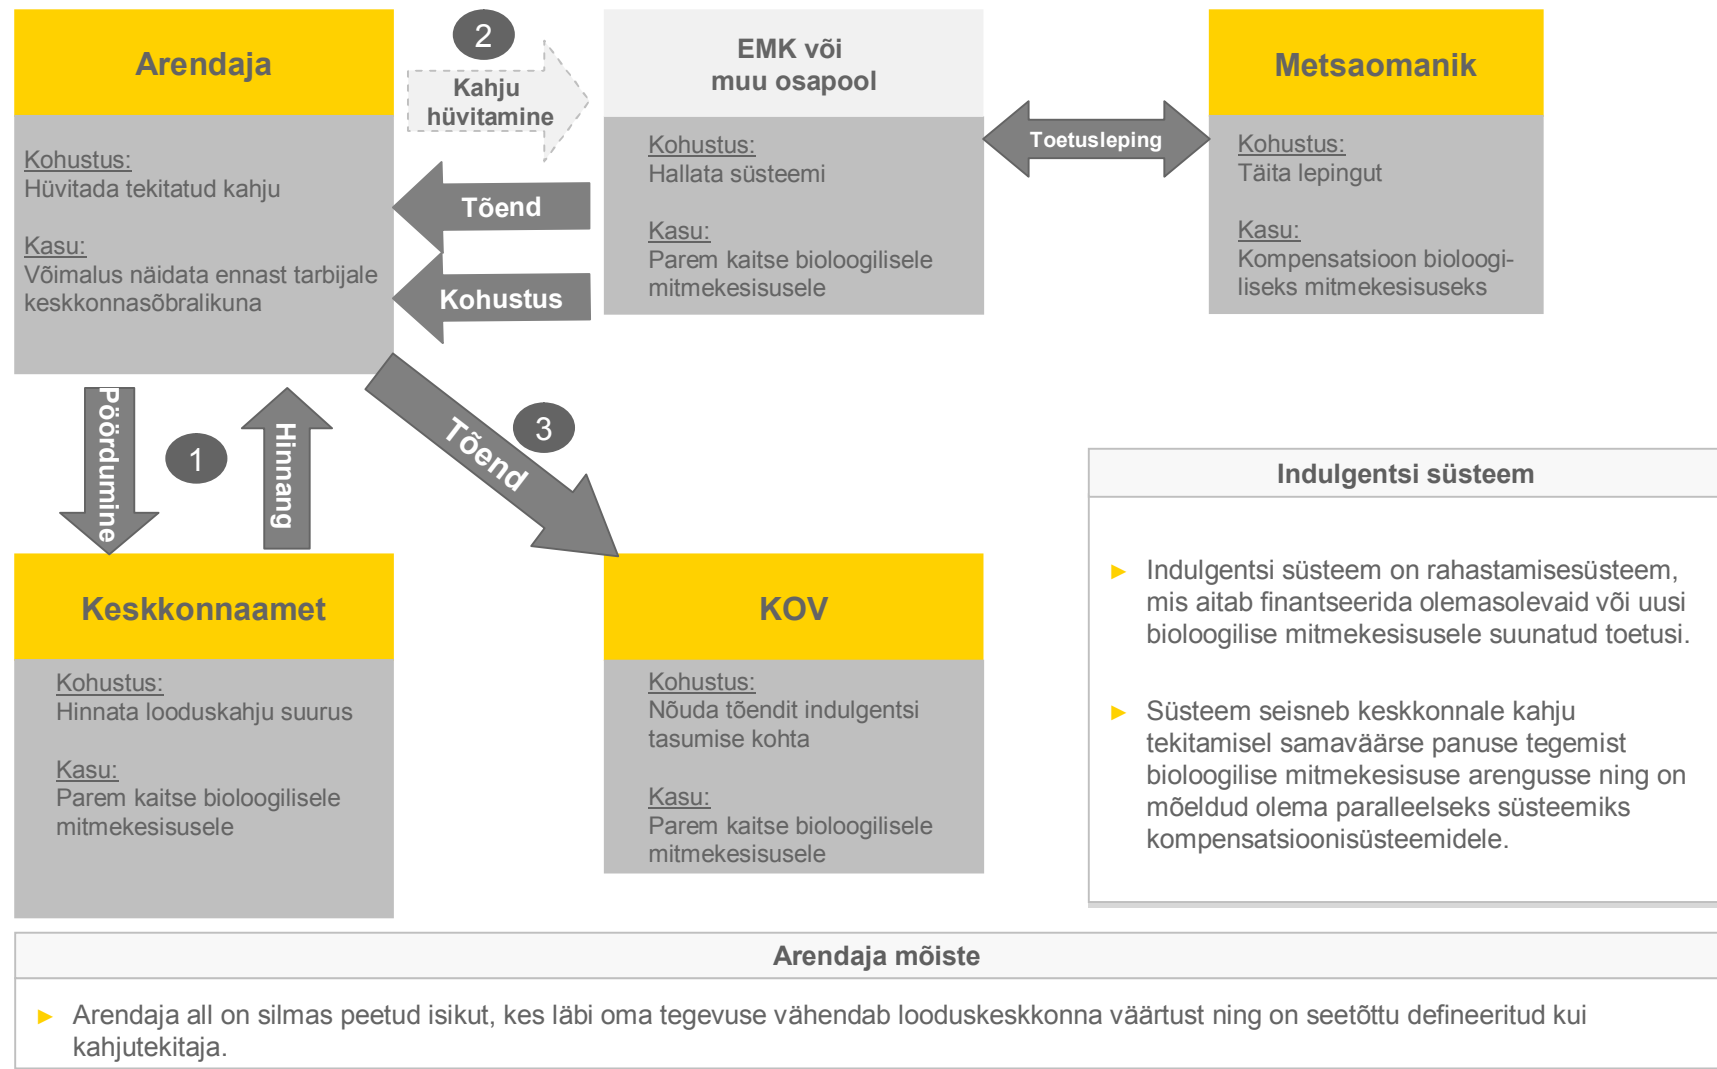 Arendaja
Kohustus:
Hüvitada tekitatud kahju
Kasu:
Võimalus näidata ennast tarbijale
keskkonnasõbralikuna
2
Kahju
hüvitamine
Tõend
Kohustus
EMK või
muu osapool
Kohustus:
Hallata süsteemi
Kasu:
Parem kaitse bioloogilisele
mitmekesisusele
Toetusleping
Metsaomanik
Kohustus:
Täita lepingut
Kasu:
Kompensatsioon bioloogi-
liseks mitmekesisuseks
Pöördumine
1
Hinnang
Tõend
3
Keskkonnaamet
Kohustus:
Hinnata looduskahju suurus
Kasu:
Parem kaitse bioloogilisele
mitmekesisusele
KOV
Kohustus:
Nõuda tõendit indulgentsi
tasumise kohta
Kasu:
Parem kaitse bioloogilisele
mitmekesisusele
Indulgentsi süsteem
► Indulgentsi süsteem on rahastamisesüsteem,
mis aitab finantseerida olemasolevaid või uusi
bioloogilise mitmekesisusele suunatud toetusi.
► Süsteem seisneb keskkonnale kahju
tekitamisel samaväärse panuse tegemist
bioloogilise mitmekesisuse arengusse ning on
mõeldud olema paralleelseks süsteemiks
kompensatsioonisüsteemidele.
Arendaja mõiste
► Arendaja all on silmas peetud isikut, kes läbi oma tegevuse vähendab looduskeskkonna väärtust ning on seetõttu defineeritud kui
kahjutekitaja.